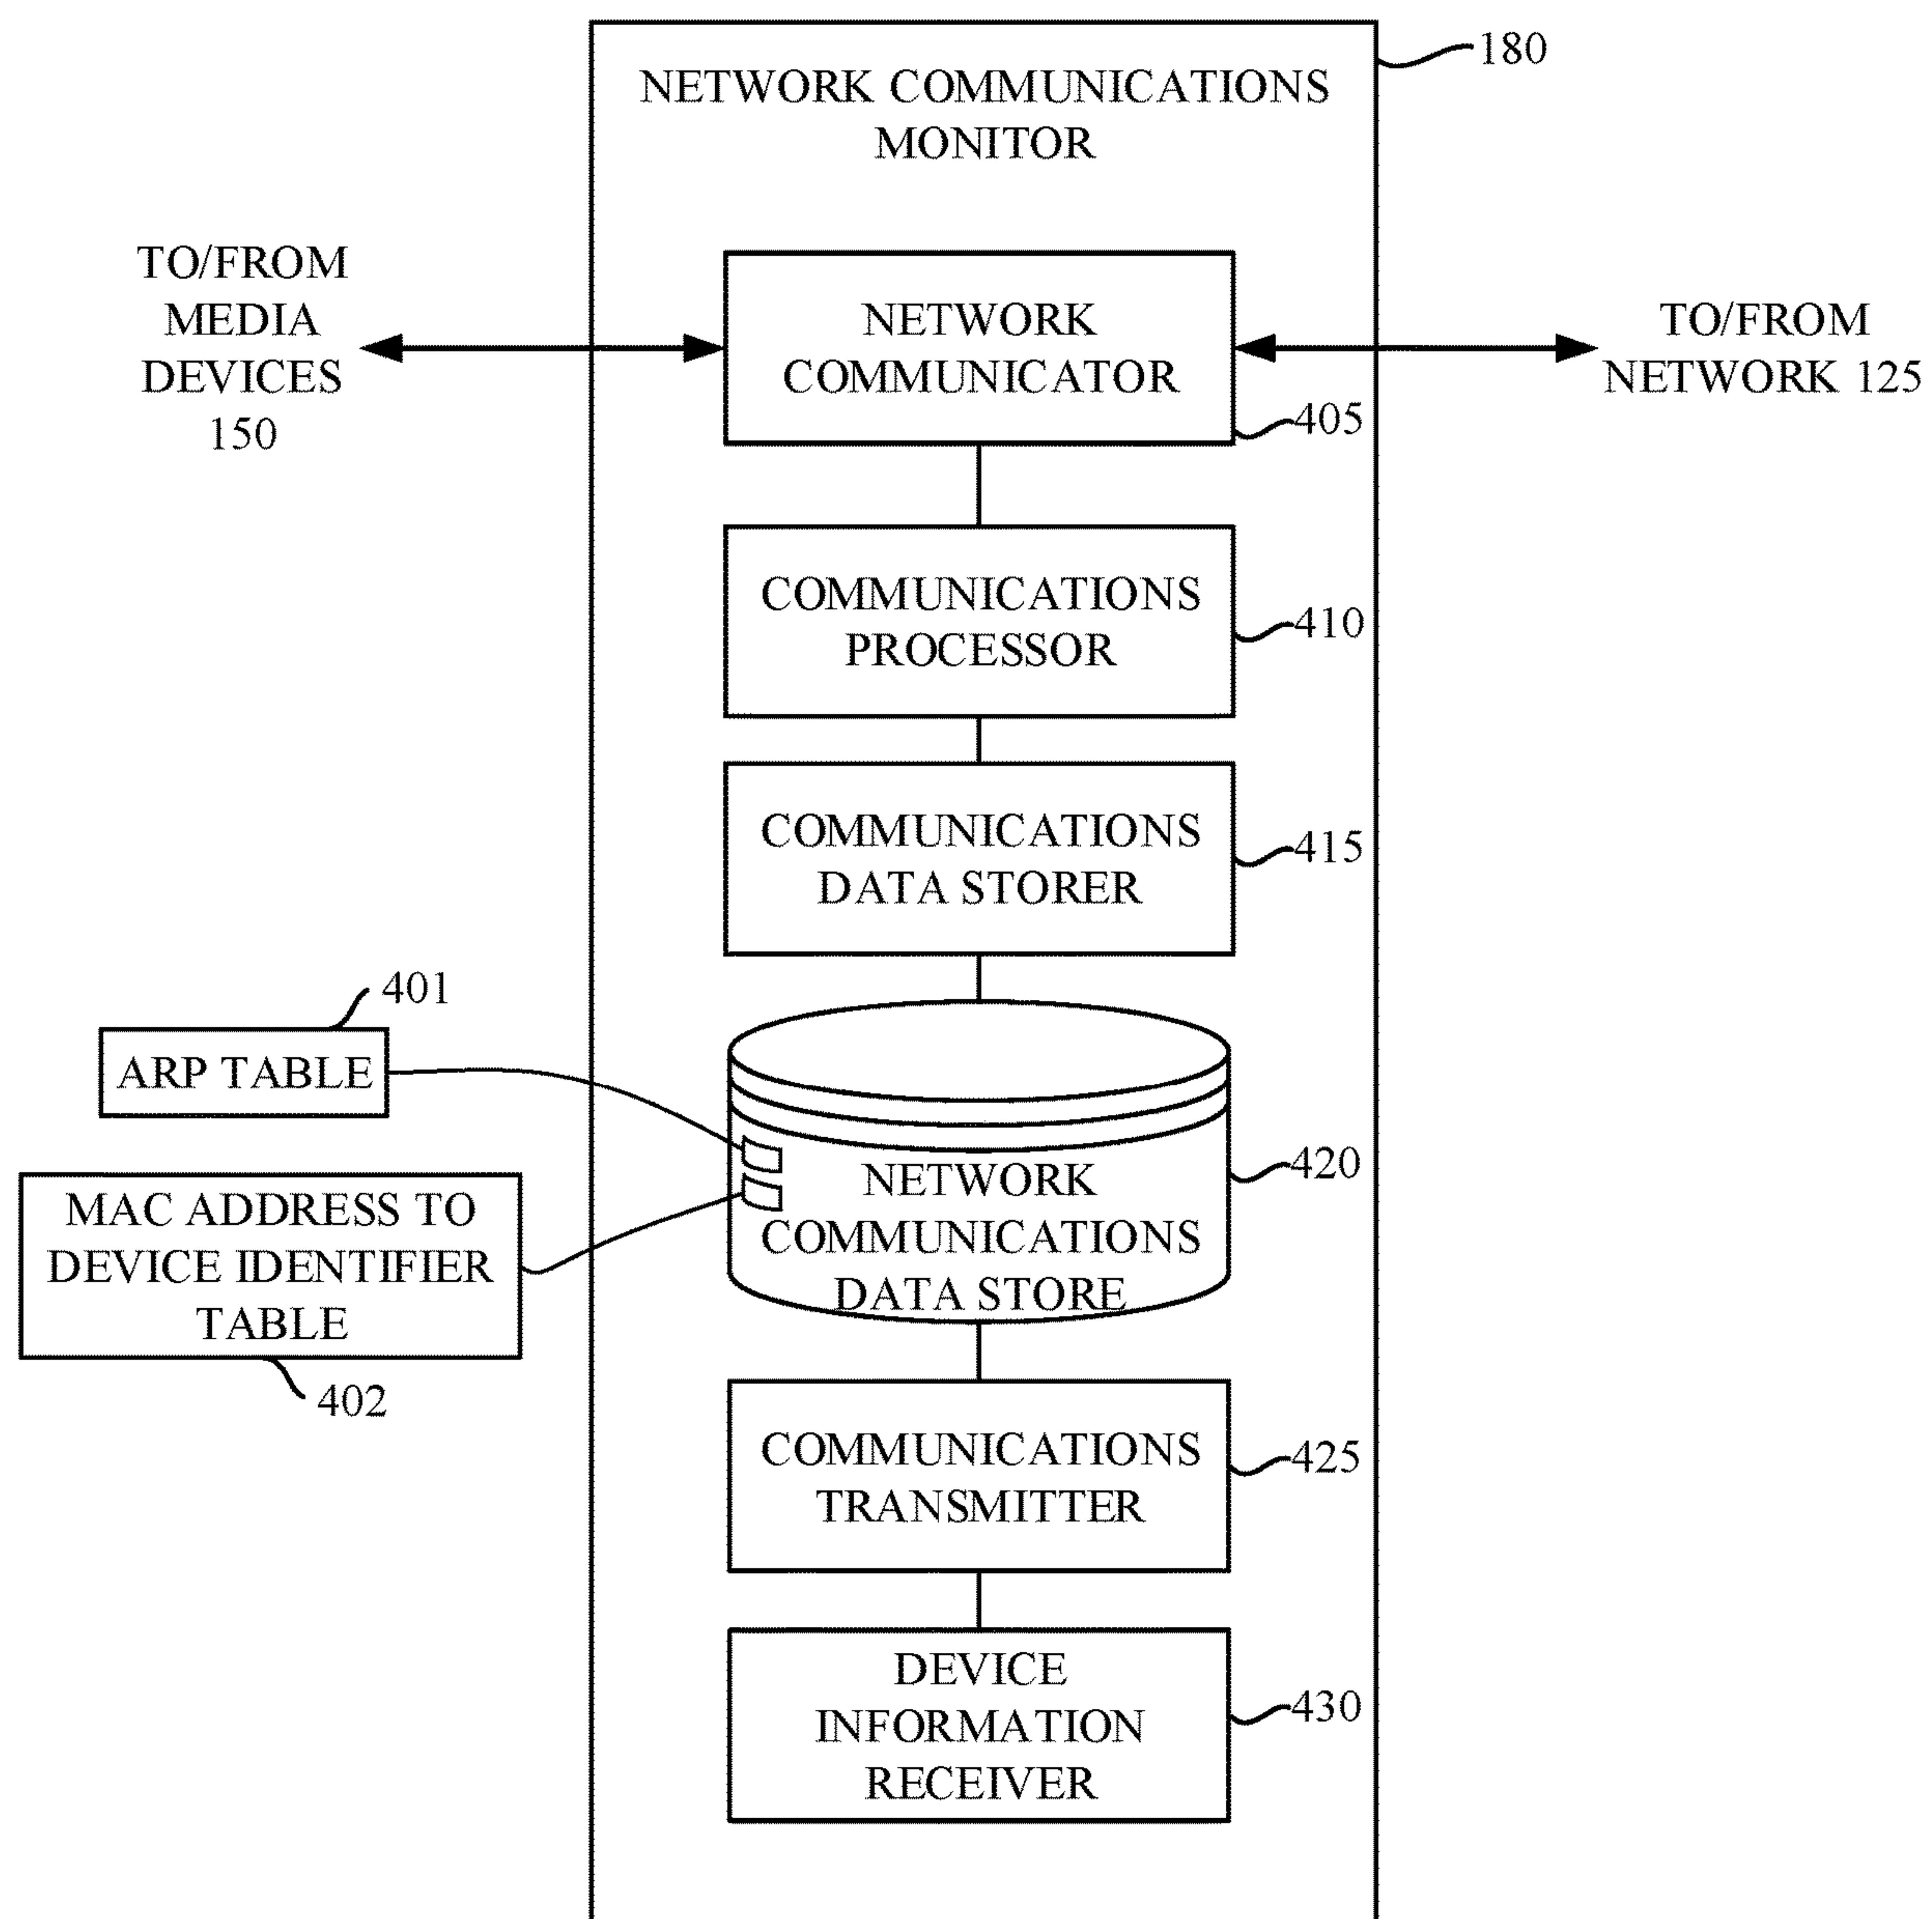 180
NETWORK COMMUNICATIONS
MONITOR
TO/FROM
MEDIA
DEVICES
150
NETWORK
COMMUNICATOR
405
TO/FROM
NETWORK 125
COMMUNICATIONS
PROCESSOR
410
COMMUNICATIONS
DATA STORER
415
401
ARP TABLE
MAC ADDRESS TO
DEVICE IDENTIFIER
TABLE
402
NETWORK
COMMUNICATIONS
DATA STORE
420
COMMUNICATIONS
TRANSMITTER
425
DEVICE
INFORMATION
RECEIVER
430